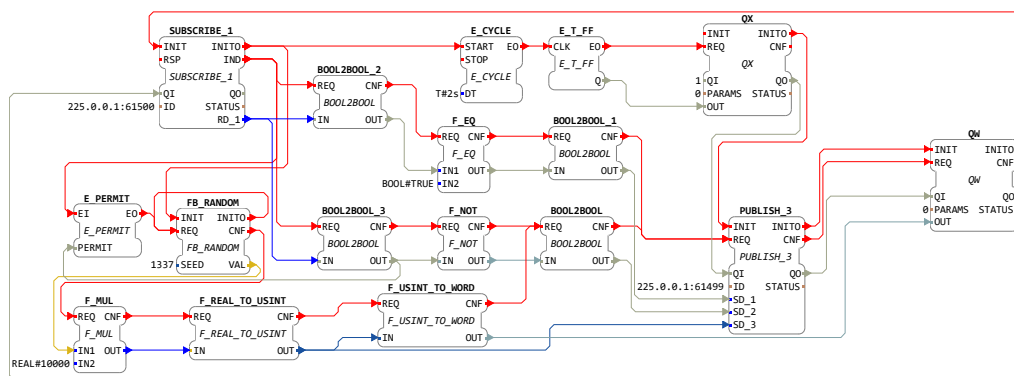 SUBSCRIBE_1
INIT INITO
RSP IND
SUBSCRIBE_1
QI QO
225.0.0.1:61500 ID STATUS
RD_1
BOOL2BOOL_2
REQ CNF
BOOL2BOOL
IN OUT
E_CYCLE
START EO
STOP
E_CYCLE
T#2s DT
E_T_FF
CLK EO
E_T_FF
Q
QX
INIT INITO
REQ CNF
QX
1 QI QO
0 PARAMS STATUS
OUT
F_EQ
REQ CNF
F_EQ
IN1 OUT
BOOL#TRUE IN2
BOOL2BOOL_1
REQ CNF
BOOL2BOOL
IN OUT
QW
INIT INITO
REQ CNF
QW
QI QO
0 PARAMS STATUS
OUT
E_PERMIT
EI EO
E_PERMIT
PERMIT
FB_RANDOM
INIT INITO
REQ CNF
FB_RANDOM
1337 SEED VAL
BOOL2BOOL_3
REQ CNF
BOOL2BOOL
IN OUT
F_NOT
REQ CNF
F_NOT
IN OUT
BOOL2BOOL
REQ CNF
BOOL2BOOL
IN OUT
PUBLISH_3
INIT INITO
REQ CNF
PUBLISH_3
QI QO
225.0.0.1:61499 ID STATUS
SD_1
SD_2
SD_3
F_MUL
REQ CNF
F_MUL
IN1 OUT
REAL#10000 IN2
F_REAL_TO_USINT
REQ CNF
F_REAL_TO_USINT
IN OUT
F_USINT_TO_WORD
REQ CNF
F_USINT_TO_WORD
IN OUT